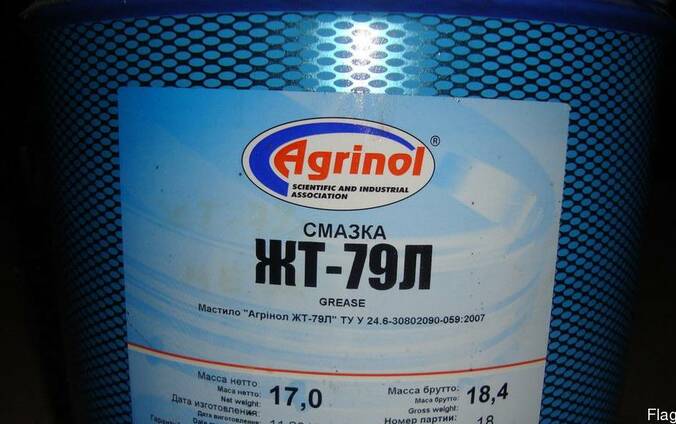 Agrinol ®
SCIENTIFIC AND INDUSTRIAL
ASSOCIATION
СМАЗКА
ЖТ-79Л
GREASE
Мастило "Агрінол ЖТ-79Л" ТУ У 24.6-30802090-059:2007
Масса нетто
Маса нетто:
Net weight:
17,0
Масса брутто:
Маса брутто:
Gross weight:
18,4
Дата изготовления:
Дата виготовлення:
Номер партии:
18
Flag